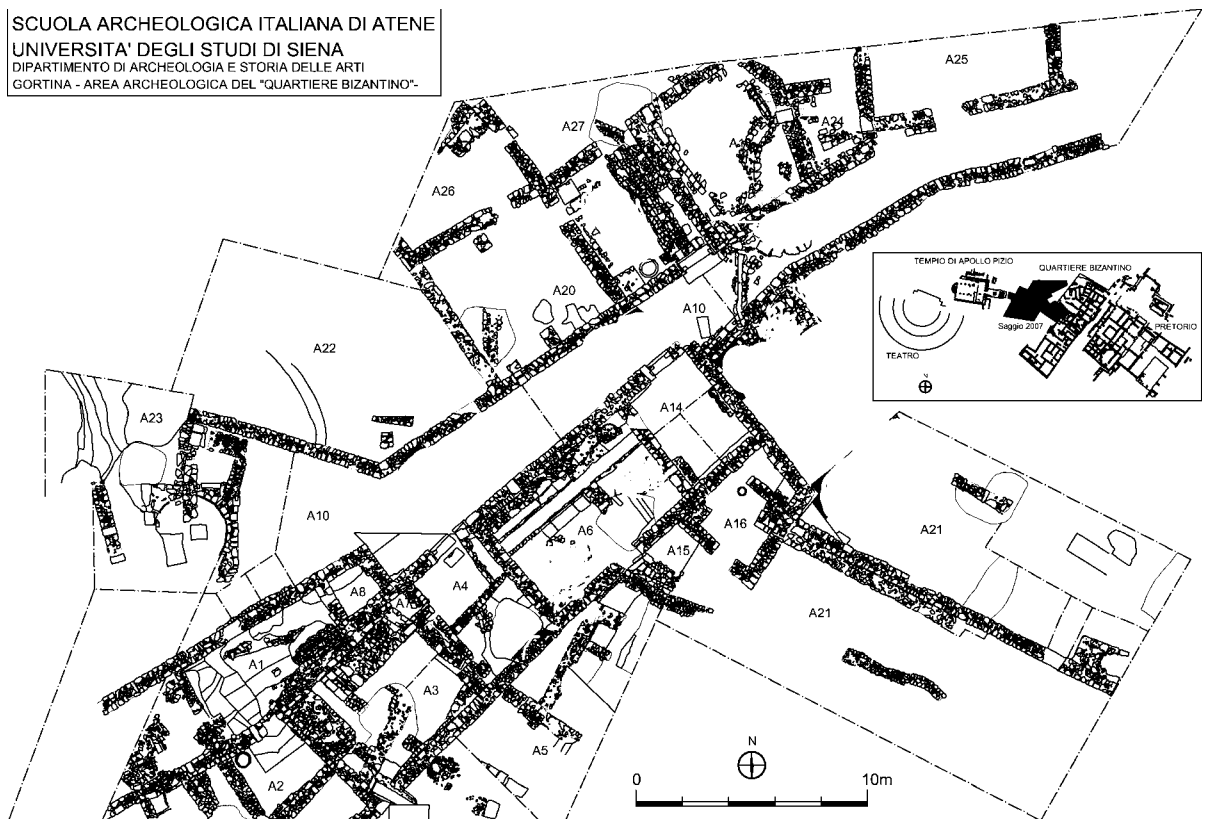 SCUOLA ARCHEOLOGICA ITALIANA DI ATENE
UNIVERSITA' DEGLI STUDI DI SIENA
DIPARTIMENTO DI ARCHEOLOGIA E STORIA DELLE ARTI
GORTINA - AREA ARCHEOLOGICA DEL "QUARTIERE BIZANTINO"-
A25
A27
A24
A26
A20
A10
A22
A23
A14
A10
A6
A16
A15
A21
A4
A8
A7
A21
A1
A3
A5
A2
TEMPIO DI APOLLO PIZIO
QUARTIERE BIZANTINO
Saggio 2007
PRETORIO
TEATRO
N
N
0 10m